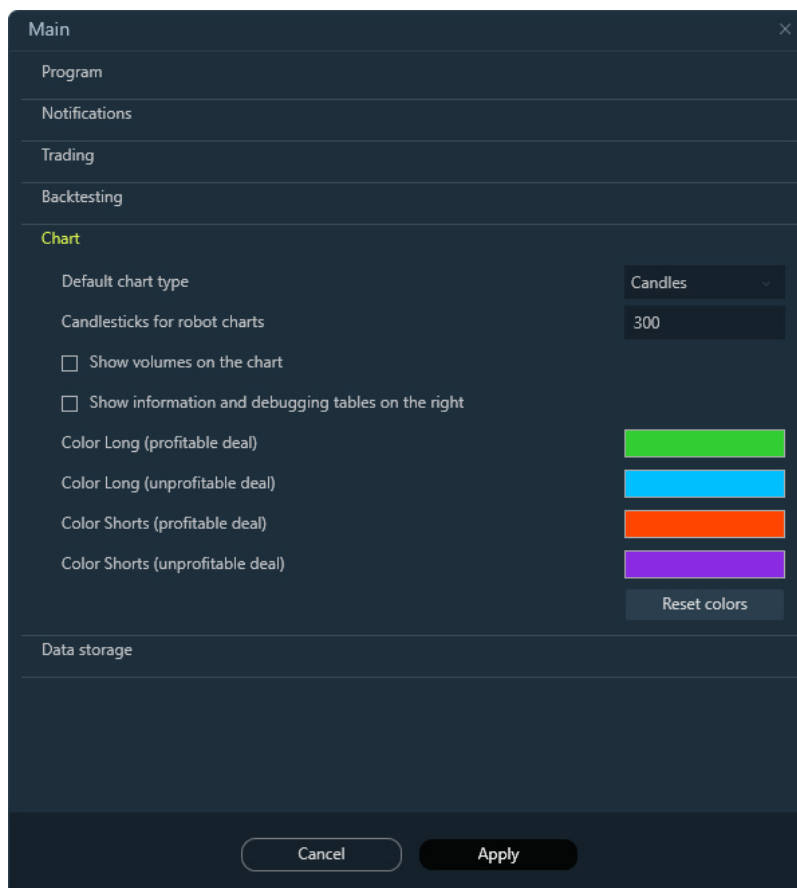 Main
Program
Notifications
Trading
Backtesting
Chart
Default chart type Candles
Candlesticks for robot charts 300
Show volumes on the chart
Show information and debugging tables on the right
Color Long (profitable deal)
Color Long (unprofitable deal)
Color Shorts (profitable deal)
Color Shorts (unprofitable deal)
Reset colors
Data storage
Cancel Apply